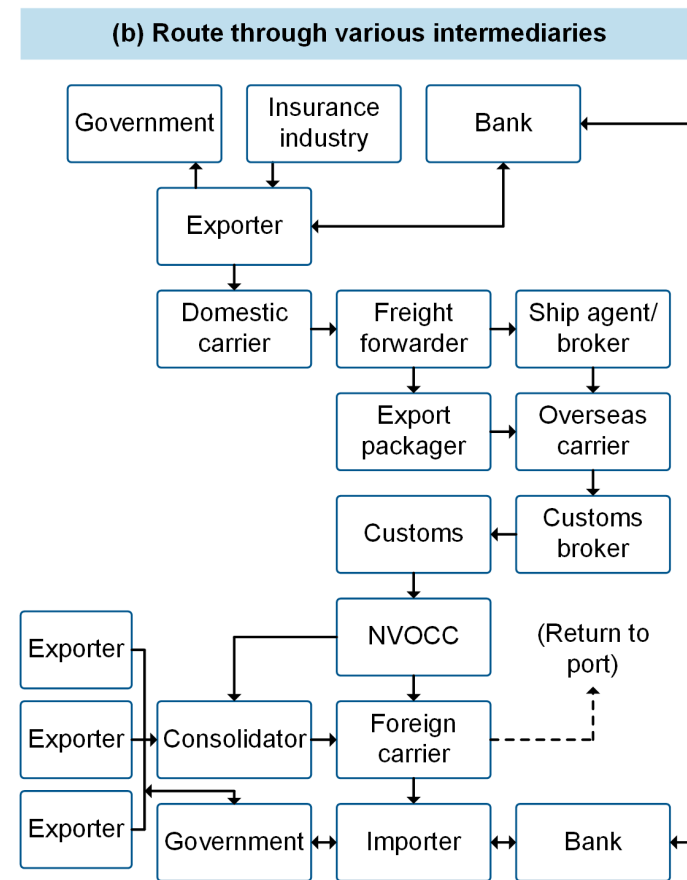 (b) Route through various intermediaries
Government
Insurance
industry
Bank
Exporter
Domestic
carrier
Freight
forwarder
Ship agent/
broker
Export
packager
Overseas
carrier
Customs
Customs
broker
Exporter
NVOCC
(Return to
port)
Exporter
Consolidator
Foreign
carrier
Exporter
Government
Importer
Bank